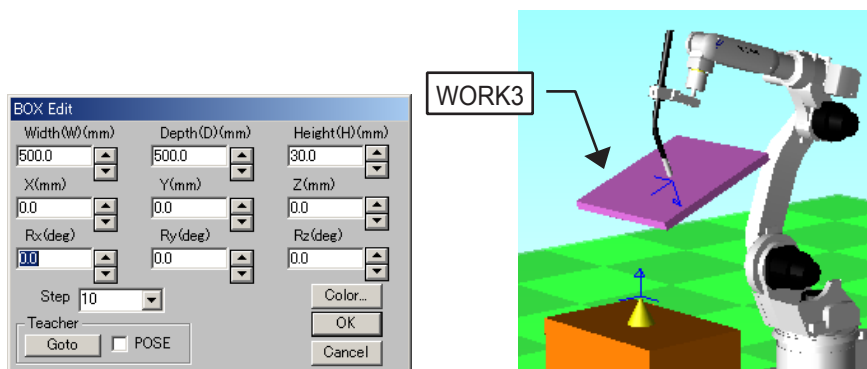 BOX Edit
Width(W)(mm) Depth(D)(mm) Height(H)(mm)
500.0 500.0 30.0
X(mm) Y(mm) Z(mm)
0.0 0.0 0.0
Rx(deg) Ry(deg) Rz(deg)
0.0 0.0 0.0
Step 10 Color...
Teacher OK
Goto POSE Cancel
WORK3